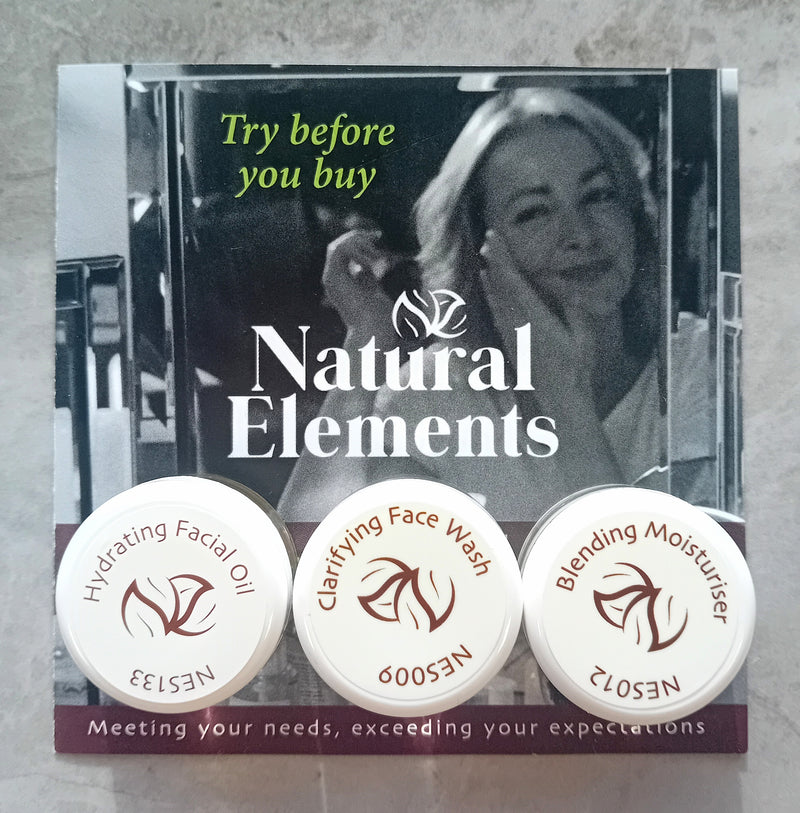 Try before
you buy
Natural
Elements
Hydrating Facial Oil
NES133
Clarifying Face Wash
NES009
Blending Moisturiser
NES012
Meeting your needs, exceeding your expectations